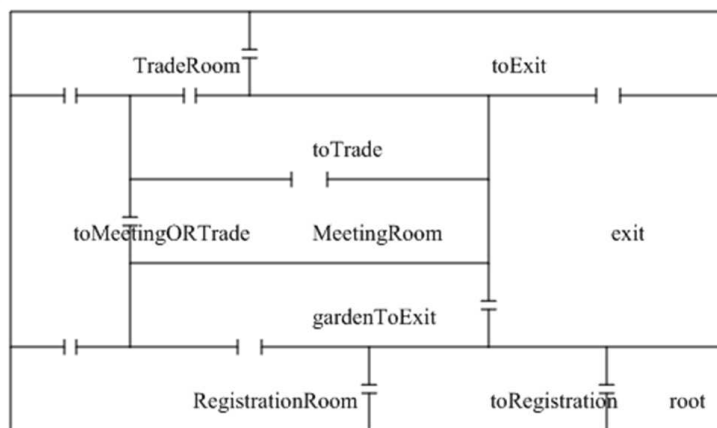 TradeRoom toExit
toTrade
toMeetingORTrade MeetingRoom exit
gardenToExit
RegistrationRoom toRegistration root